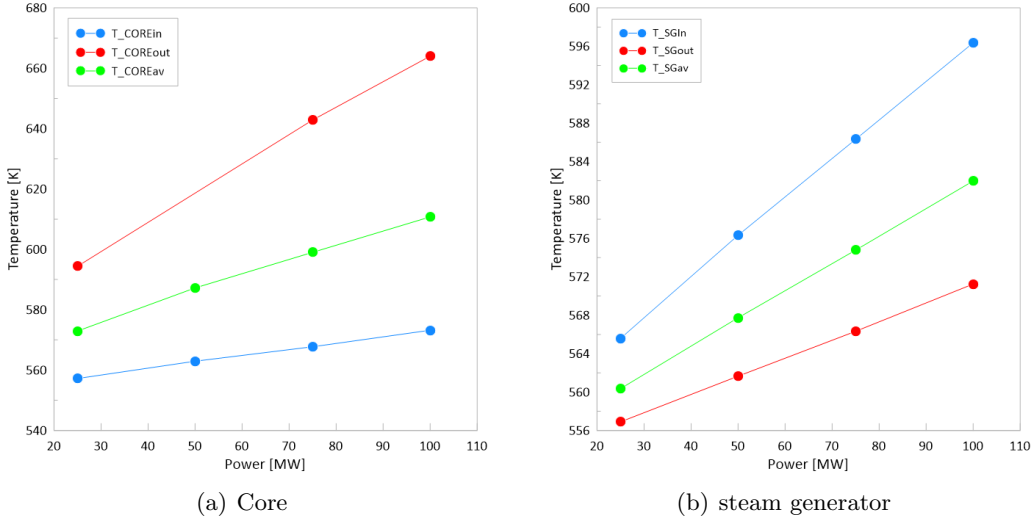 680
660
640
620
600
580
560
540
Temperature [K]
T_COREin
T_COREout
T_COREav
20 30 40 50 60 70 80 90 100 110
Power [MW]
(a) Core
600
596
592
588
584
580
576
572
568
564
560
556
Temperature [K]
T_SGIn
T_SGout
T_SGav
20 30 40 50 60 70 80 90 100 110
Power [MW]
(b) steam generator